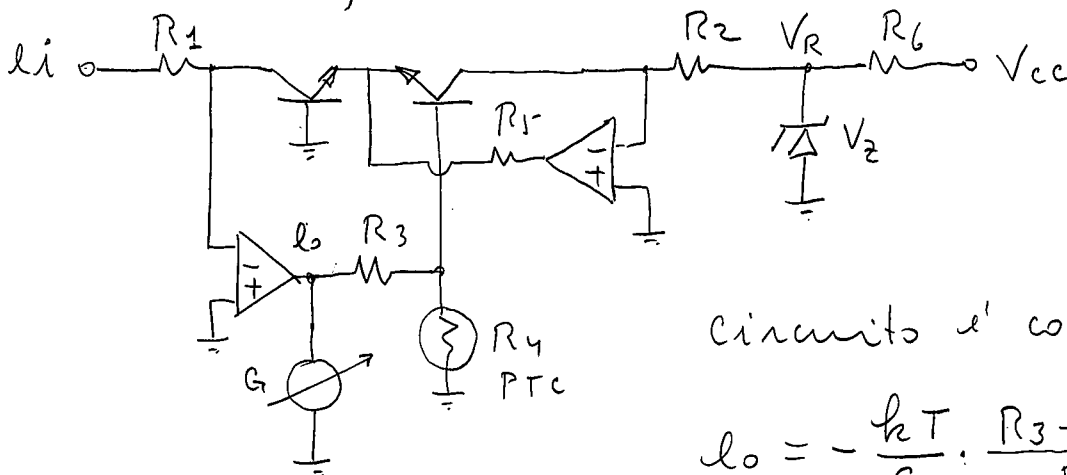 R1
R2
VR
R6
ei
Vcc
R5
-
+
Vz
eo
R3
-
+
R4
PTC
G
circuito è co
eo = - kT . R3